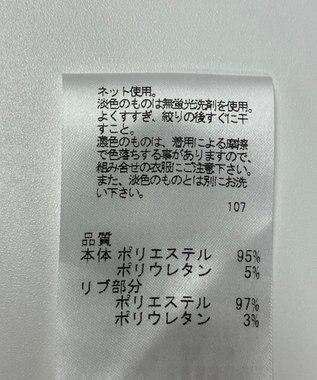 ネット使用。
淡色のものは無蛍光洗剤を使用。
よくすすぎ、絞りの後すぐに干
すこと。
濃色のものは、着用による摩擦
で色落ちする事がありますので、
組み合せの衣服にご注意下さい。
また、淡色のものとは別にお洗
い下さい。
107
品質
本体 ポリエステル 95%
ポリウレタン 5%
リブ部分
ポリエステル 97%
ポリウレタン 3%